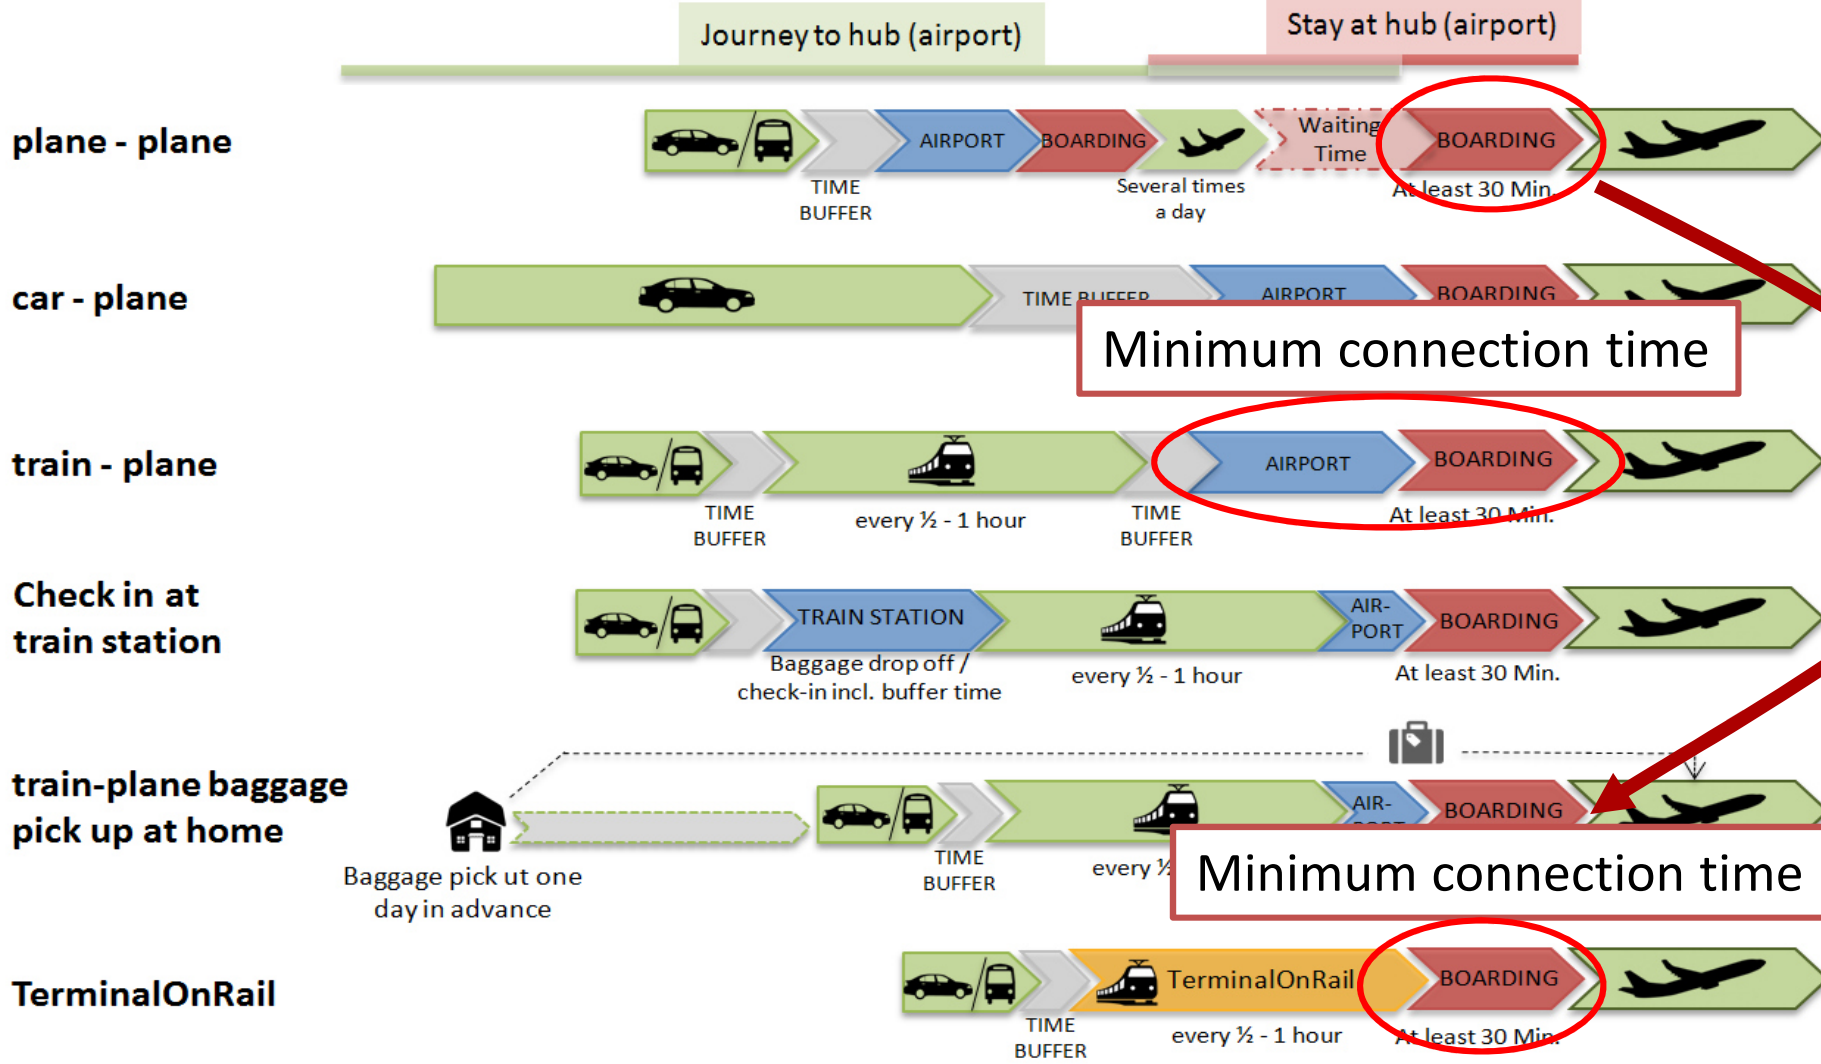 Journey to hub (airport)
Stay at hub (airport)
plane - plane
AIRPORT
BOARDING
Waiting
Time
BOARDING
TIME
BUFFER
Several times
a day
At least 30 Min.
car - plane
TIME BUFFER
AIRPORT
BOARDING
Minimum connection time
train - plane
AIRPORT
BOARDING
TIME
BUFFER
every ½ - 1 hour
TIME
BUFFER
At least 30 Min.
Check in at
train station
TRAIN STATION
AIR-
PORT
BOARDING
Baggage drop off /
check-in incl. buffer time
every ½ - 1 hour
At least 30 Min.
train-plane baggage
pick up at home
AIR-
PORT
BOARDING
Baggage pick ut one
day in advance
TIME
BUFFER
every ½
Minimum connection time
TerminalOnRail
TerminalOnRail
BOARDING
TIME
BUFFER
every ½ - 1 hour
At least 30 Min.